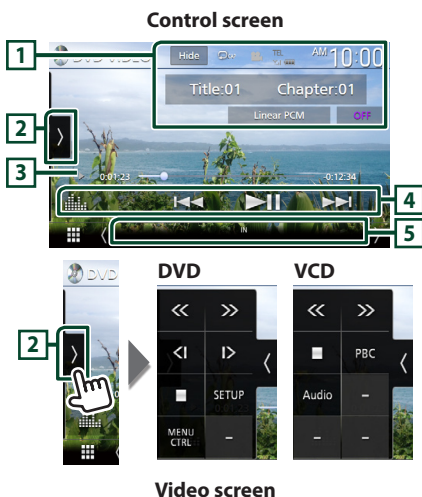 Control screen
1
DVD VIDEO
Hide
TEL
AM 10:00
Title:01 Chapter:01
Linear PCM
OFF
2
3
0:01:23
-0:12:34
4
5
IN
DVD
DVD
VCD
2
PBC
SETUP
Audio
–
MENU
CTRL
–
–
–
Video screen